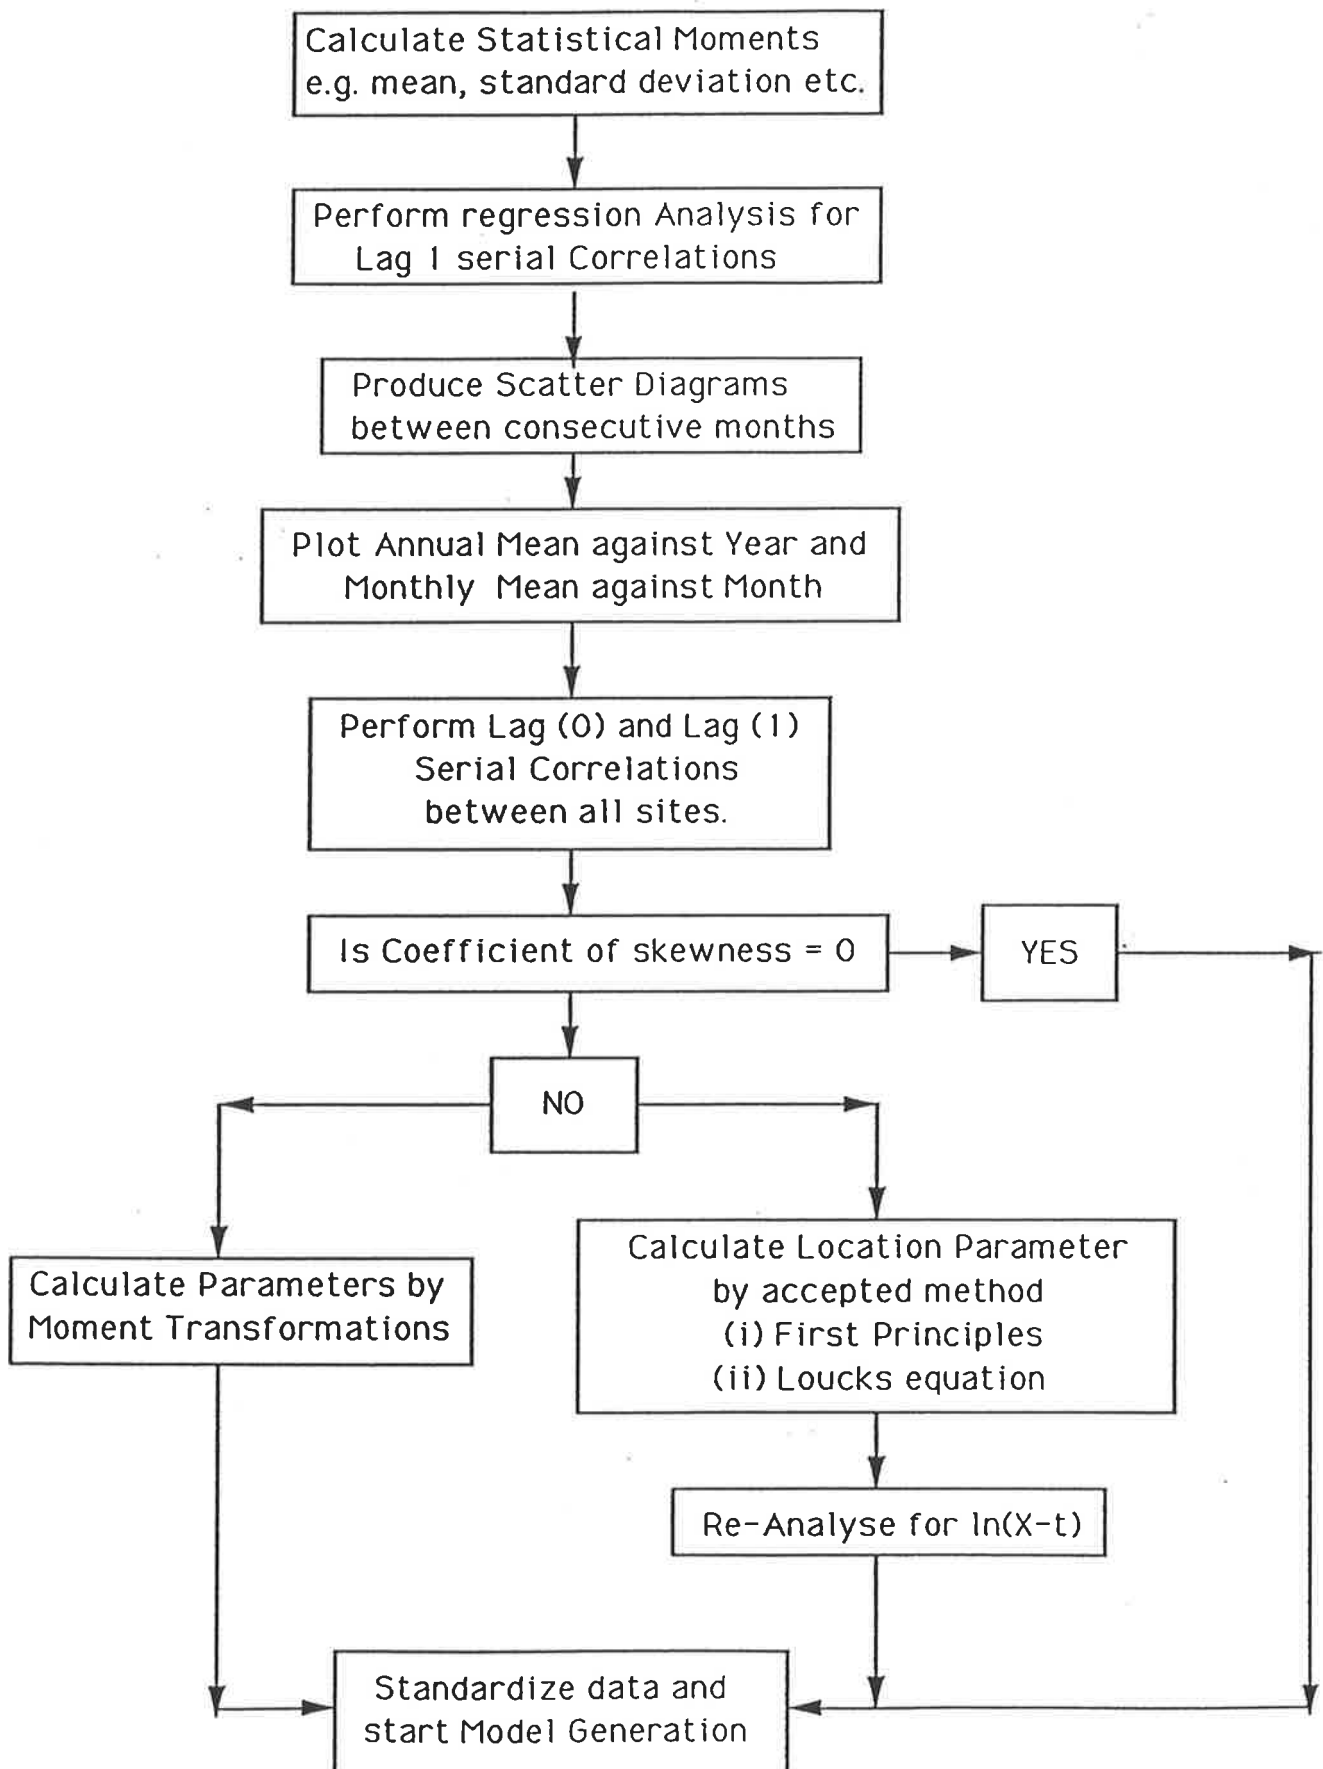 Calculate Statistical Moments
e.g. mean, standard deviation etc.
Perform regression Analysis for
Lag 1 serial Correlations
Produce Scatter Diagrams
between consecutive months
Plot Annual Mean against Year and
Monthly Mean against Month
Perform Lag (0) and Lag (1)
Serial Correlations
between all sites.
Is Coefficient of skewness = 0
YES
NO
Calculate Parameters by
Moment Transformations
Calculate Location Parameter
by accepted method
(i) First Principles
(ii) Loucks equation
Re-Analyse for ln(X-t)
Standardize data and
start Model Generation